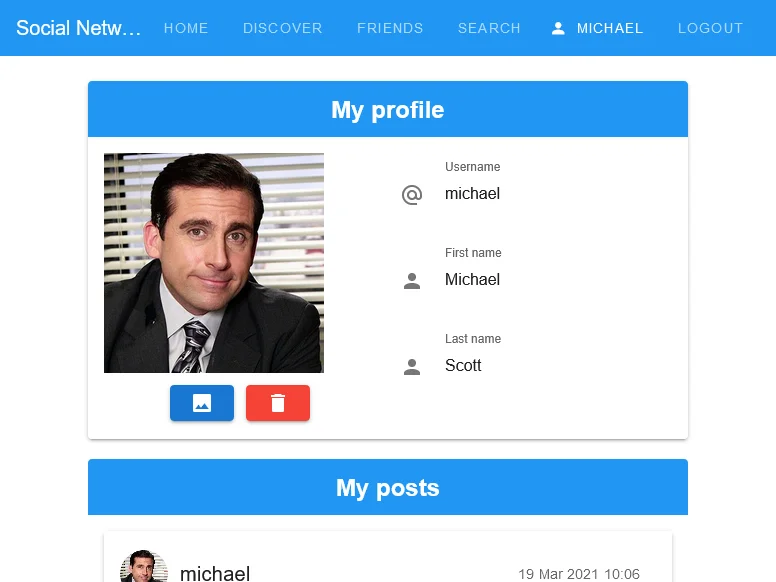 Social Netw...
HOME
DISCOVER
FRIENDS
SEARCH
MICHAEL
LOGOUT
My profile
Username
michael
First name
Michael
Last name
Scott
My posts
michael
19 Mar 2021 10:06